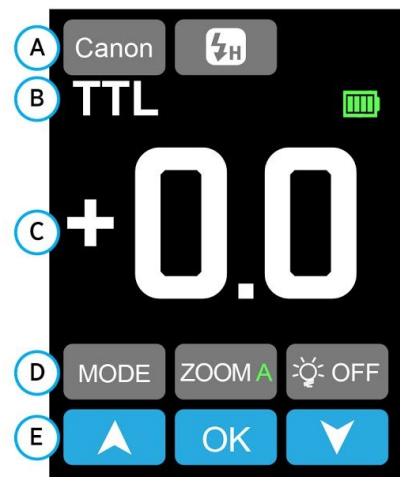 A Canon H
B TTL
C +0.0
D MODE ZOOM A OFF
E OK